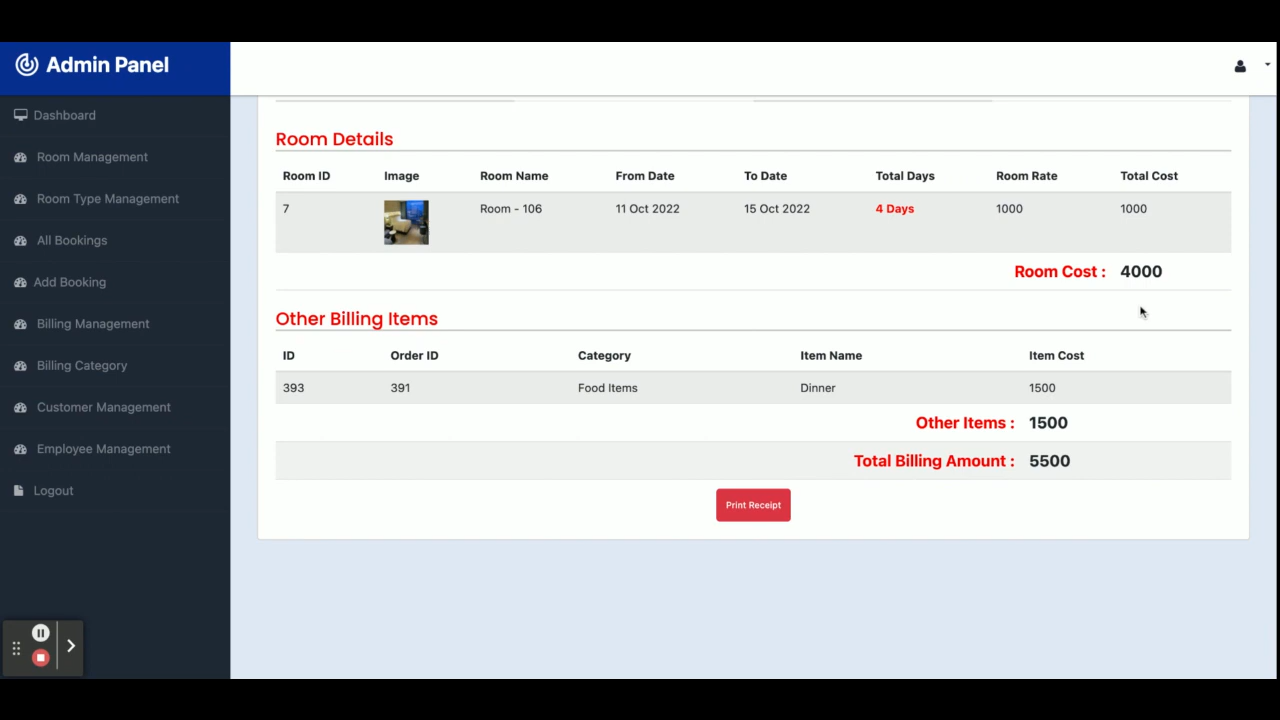 Admin Panel
Dashboard
Room Management
Room Type Management
All Bookings
Add Booking
Billing Management
Billing Category
Customer Management
Employee Management
Logout
Room Details
Room ID Image Room Name From Date To Date Total Days Room Rate Total Cost
7 Room - 106 11 Oct 2022 15 Oct 2022 4 Days 1000 1000
Room Cost : 4000
Other Billing Items
ID Order ID Category Item Name Item Cost
393 391 Food Items Dinner 1500
Other Items : 1500
Total Billing Amount : 5500
Print Receipt